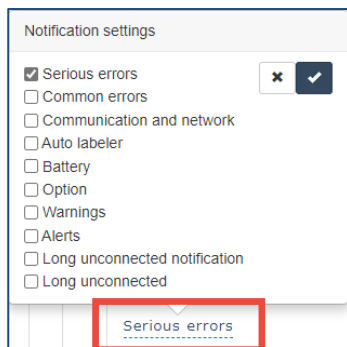 Notification settings
Serious errors
Common errors
Communication and network
Auto labeler
Battery
Option
Warnings
Alerts
Long unconnected notification
Long unconnected
Serious errors